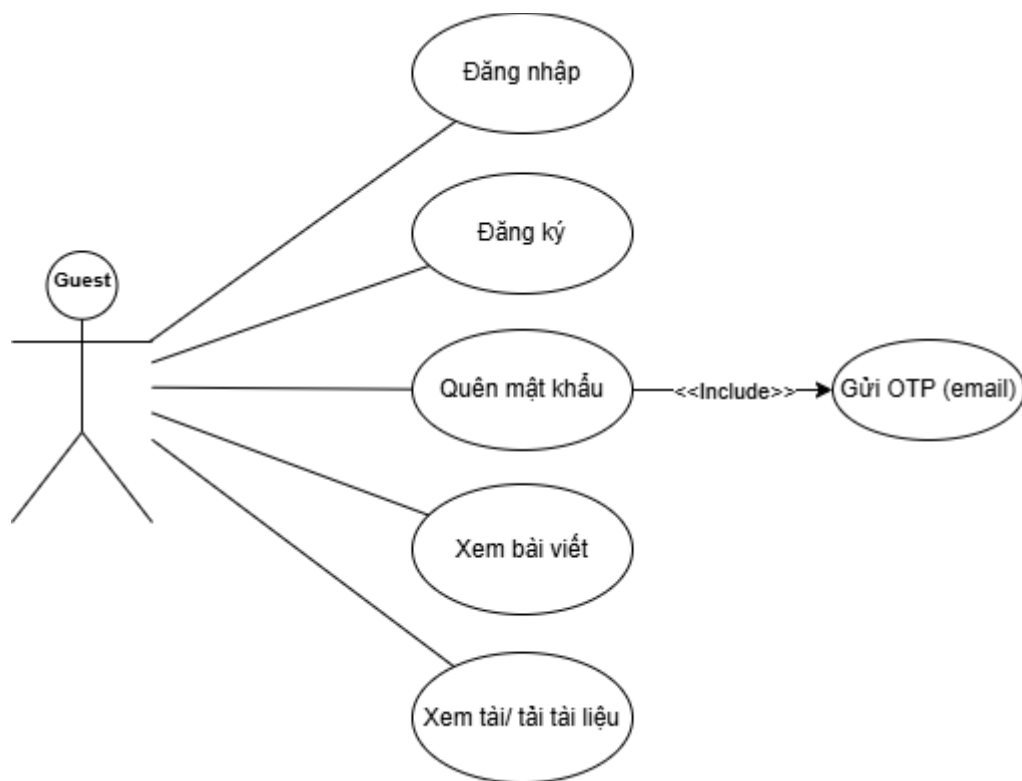 Đăng nhập
Đăng ký
Guest
Quên mật khẩu
<<Include>>
Gửi OTP (email)
Xem bài viết
Xem tài/ tải tài liệu